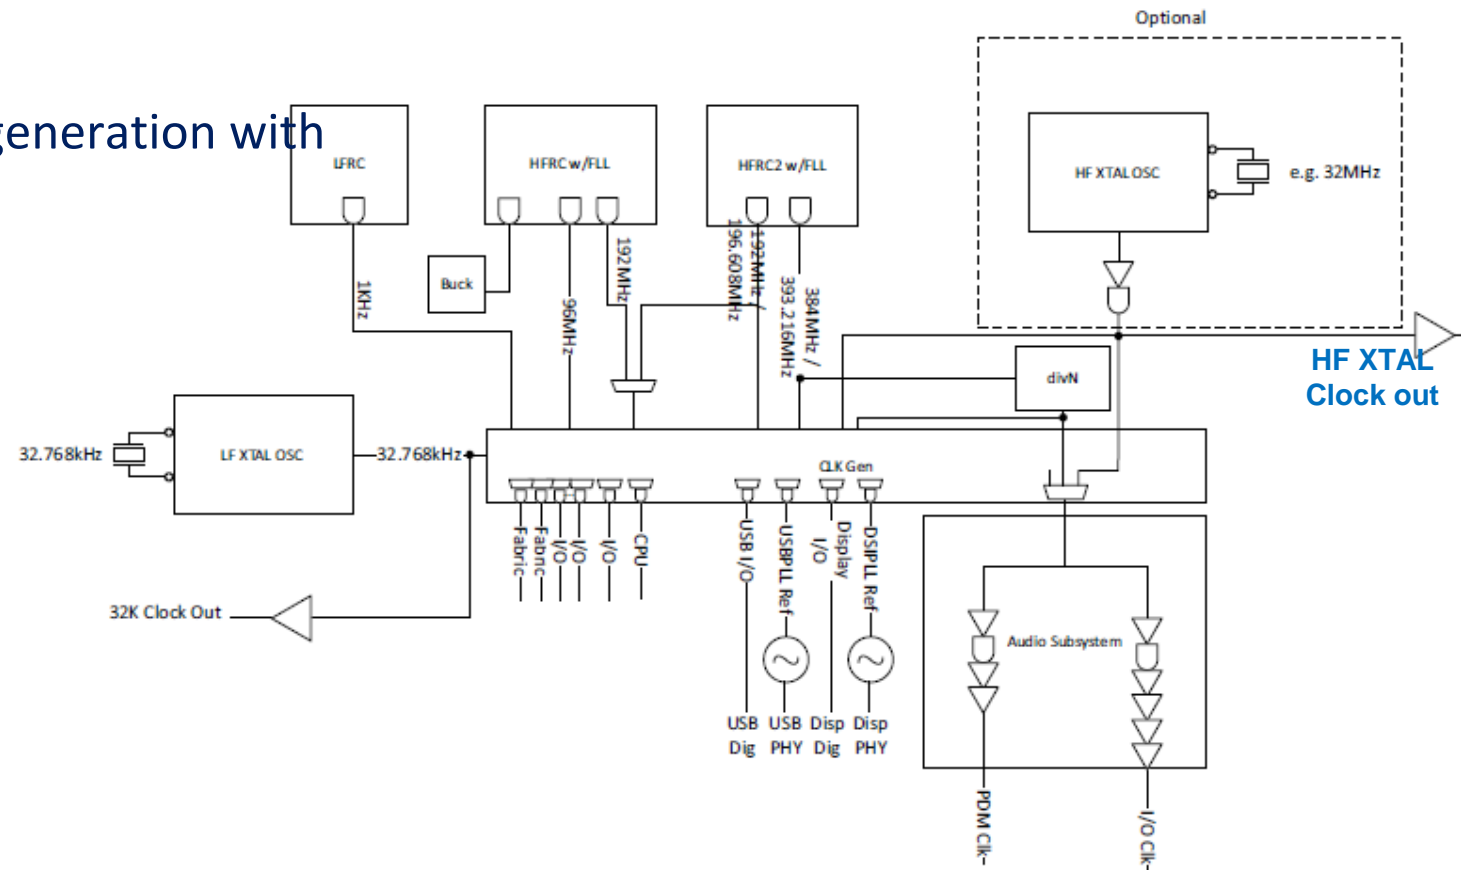 Optional
generation with
LFRC
HFRC w/FLL
HFRC2 w/FLL
HF XTAL OSC
e.g. 32MHz
Buck
1KHz
96MHz
192MHz
192MHz /
196.608MHz
384MHz /
393.216MHz
divN
HF XTAL
Clock out
32.768kHz
LF XTAL OSC
32.768kHz
CLK Gen
Fabric
Fabric
I/O
I/O
I/O
CPU
USB I/O
USBPLL Ref
Display
I/O
DSIPLL Ref
32K Clock Out
Audio Subsystem
USB
Dig
USB
PHY
Disp
Dig
Disp
PHY
PDM Clk
I/O Clk